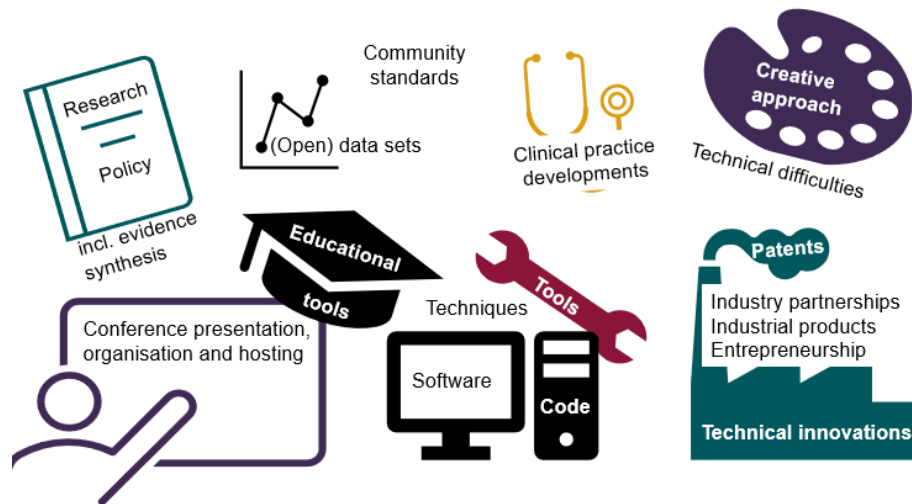 Research
Policy
incl. evidence
synthesis
Community
standards
(Open) data sets
Clinical practice
developments
Creative
approach
Technical difficulties
Educational
tools
Conference presentation,
organisation and hosting
Techniques
Tools
Software
Code
Patents
Industry partnerships
Industrial products
Entrepreneurship
Technical innovations